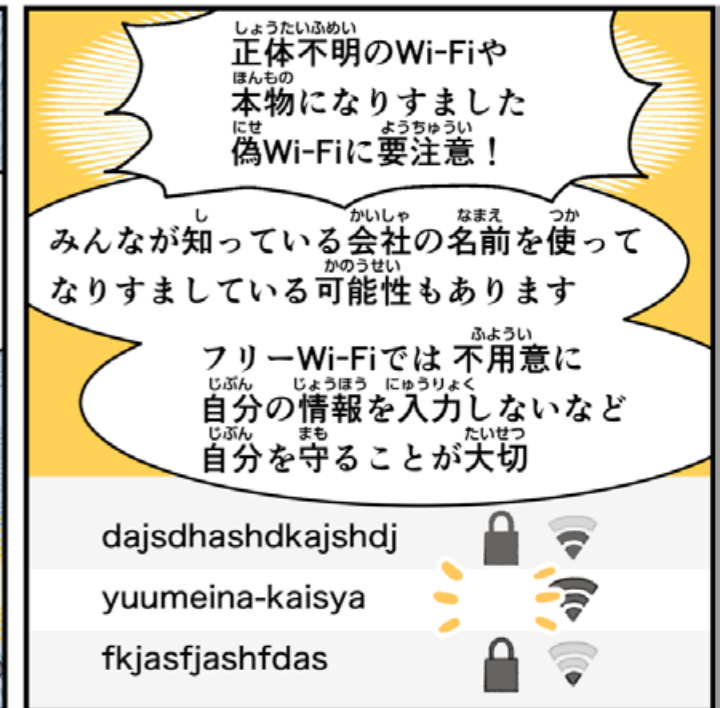 正体不明のWi-Fiや
本物になりすました
偽Wi-Fiに要注意！
みんなが知っている会社の名前を使って
なりすましている可能性もあります
フリーWi-Fiでは 不用意に
自分の情報を入力しないなど
自分を守ることが大切
dajsdhashdkajshdj
yuumeina-kaisya
fkjasfjashfdas